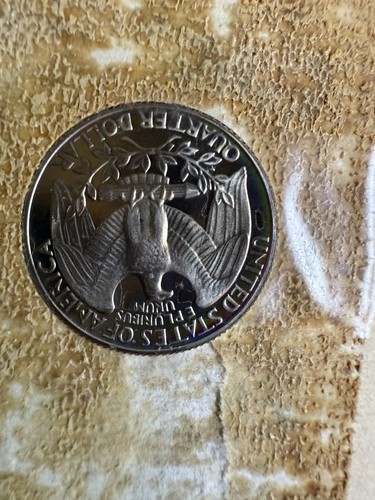 UNITED STATES OF AMERICA
E PLURIBUS
UNUM
QUARTER DOLLAR